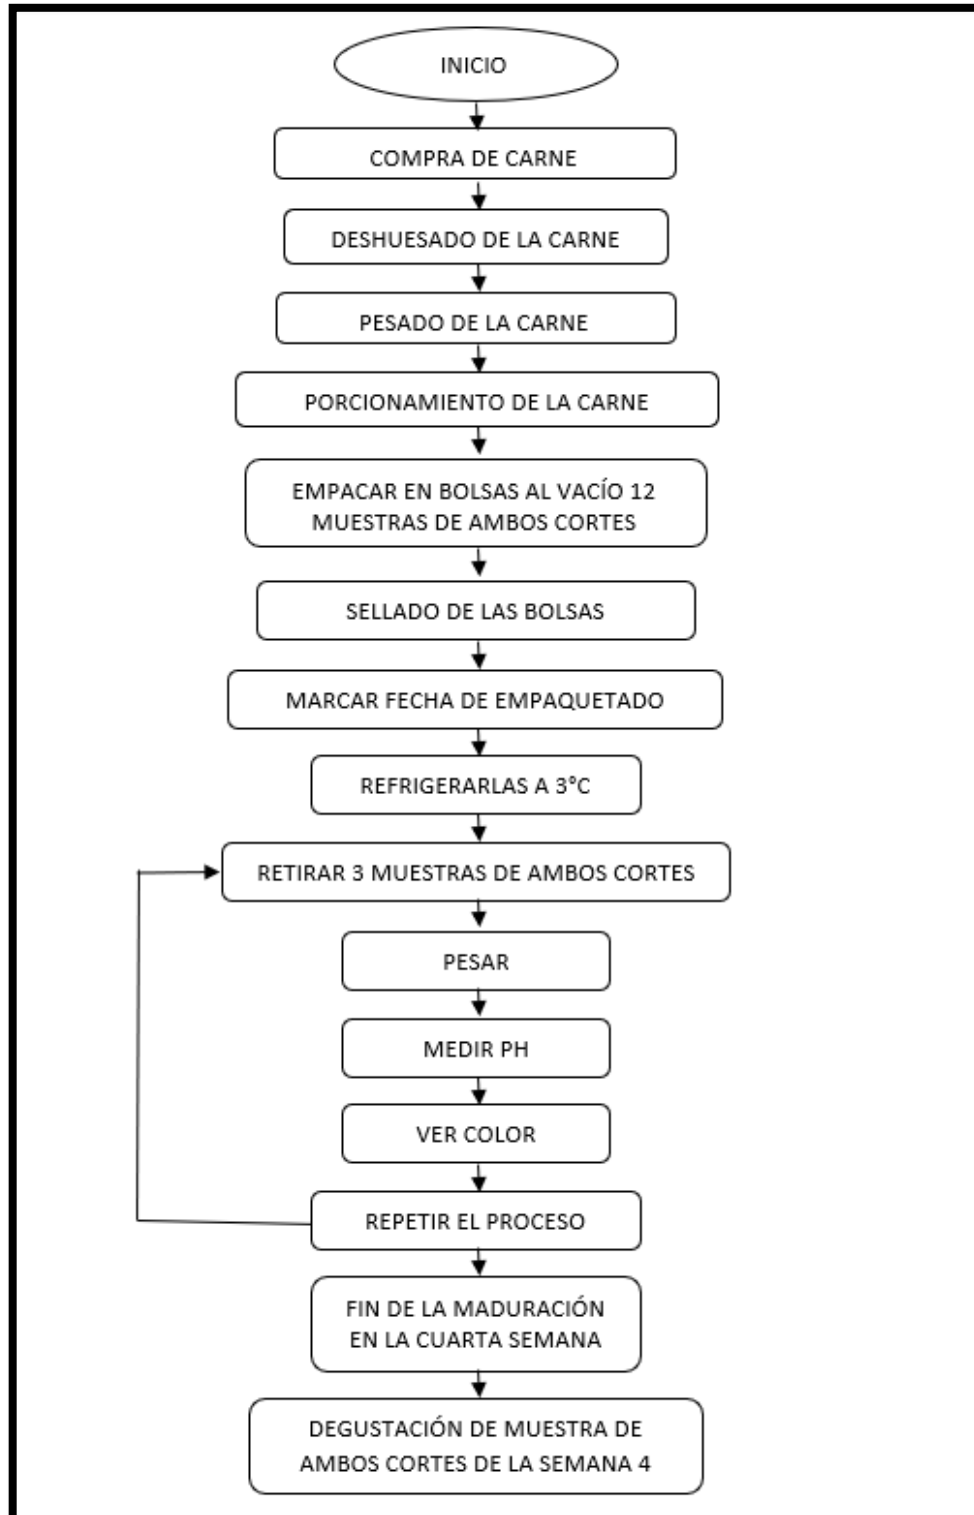 INICIO
COMPRA DE CARNE
DESHUESADO DE LA CARNE
PESADO DE LA CARNE
PORCIONAMIENTO DE LA CARNE
EMPACAR EN BOLSAS AL VACÍO 12
MUESTRAS DE AMBOS CORTES
SELLADO DE LAS BOLSAS
MARCAR FECHA DE EMPAQUETADO
REFRIGERARLAS A 3°C
RETIRAR 3 MUESTRAS DE AMBOS CORTES
PESAR
MEDIR PH
VER COLOR
REPETIR EL PROCESO
FIN DE LA MADURACIÓN
EN LA CUARTA SEMANA
DEGUSTACIÓN DE MUESTRA DE
AMBOS CORTES DE LA SEMANA 4